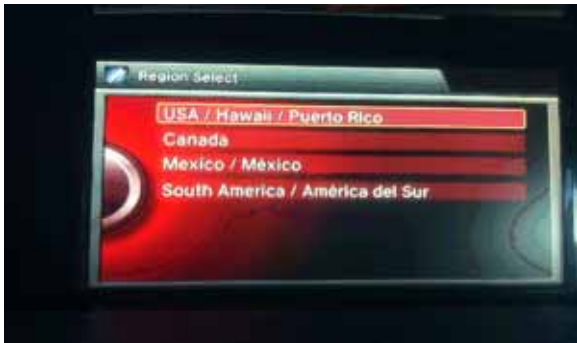 Region Select
USA / Hawaii / Puerto Rico
Canada
Mexico / México
South America / América del Sur